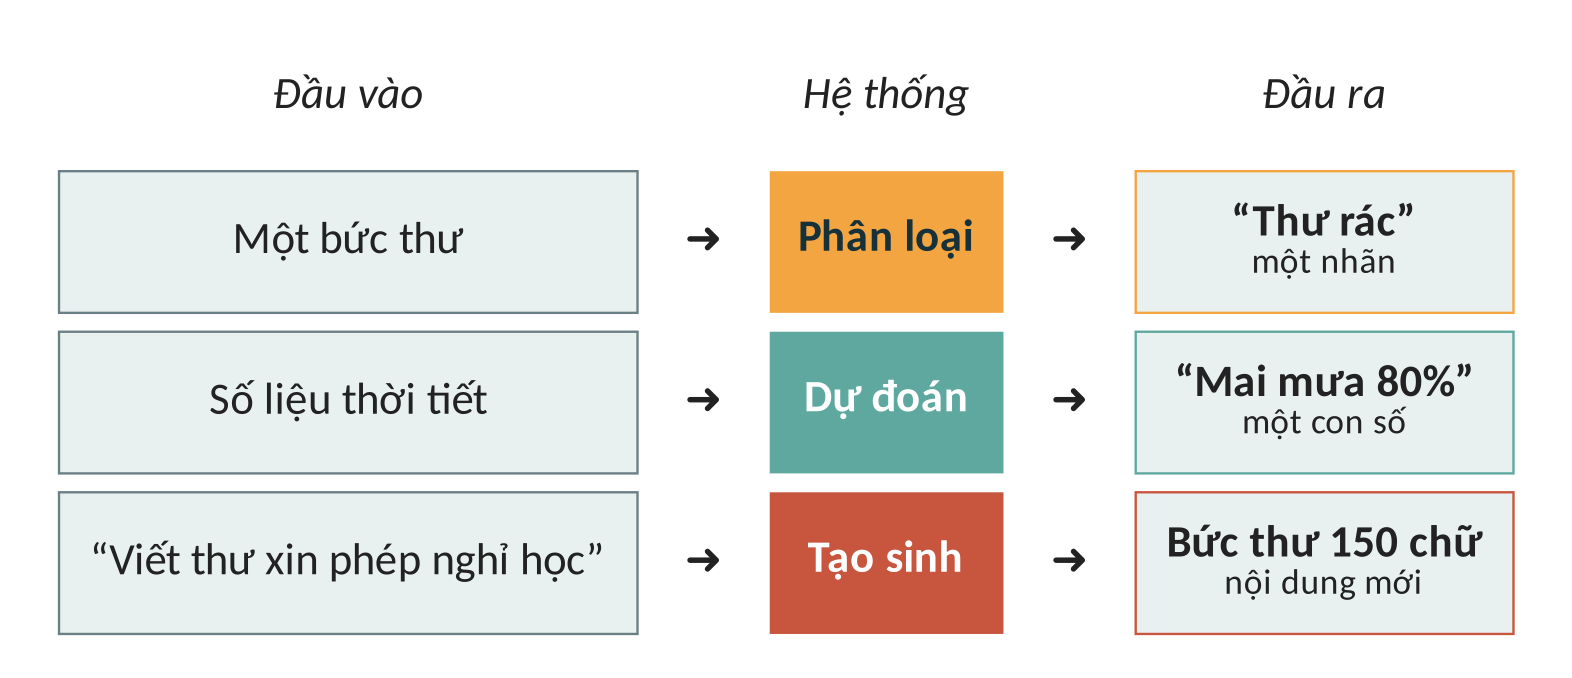 Đầu vào
Hệ thống
Đầu ra
Một bức thư
➜
Phân loại
➜
“Thư rác”
một nhãn
Số liệu thời tiết
➜
Dự đoán
➜
“Mai mưa 80%”
một con số
“Viết thư xin phép nghỉ học”
➜
Tạo sinh
➜
Bức thư 150 chữ
nội dung mới